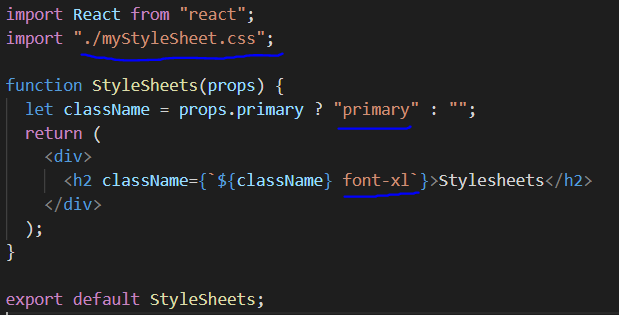 import React from "react";
import "./myStyleSheet.css";
function StyleSheets(props) {
let className = props.primary ? "primary" : "";
return (
<div>
<h2 className={`${className} font-xl`}>Stylesheets</h2>
</div>
);
}
export default StyleSheets;